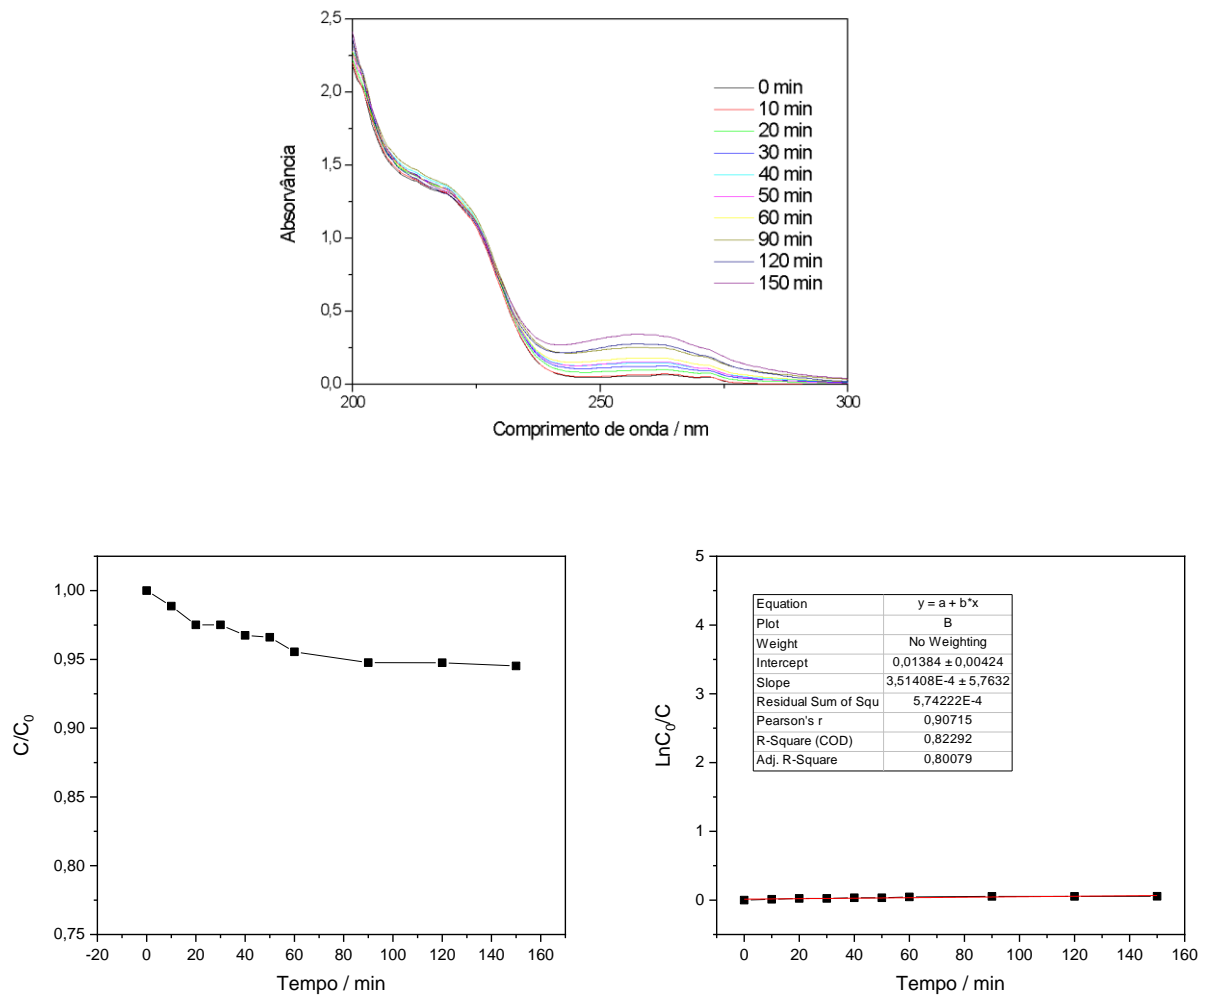 2,5
2,0
1,5
1,0
0,5
0,0
Absorvância
0 min
10 min
20 min
30 min
40 min
50 min
60 min
90 min
120 min
150 min
200
250
300
Comprimento de onda / nm
1,00
0,95
0,90
0,85
0,80
0,75
C/C₀
-20
0
20
40
60
80
100
120
140
160
Tempo / min
5
4
3
2
1
0
LnC₀/C
Equation y = a + b*x
Plot B
Weight No Weighting
Intercept 0,01384 ± 0,00424
Slope 3,51408E-4 ± 5,7632
Residual Sum of Squ 5,74222E-4
Pearson's r 0,90715
R-Square (COD) 0,82292
Adj. R-Square 0,80079
0
20
40
60
80
100
120
140
160
Tempo / min